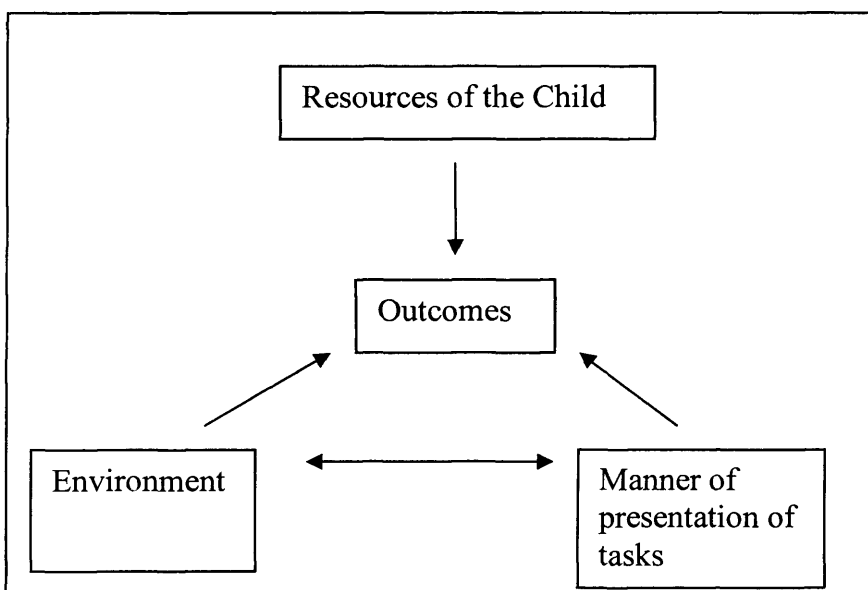 Resources of the Child
Outcomes
Environment
Manner of
presentation of
tasks